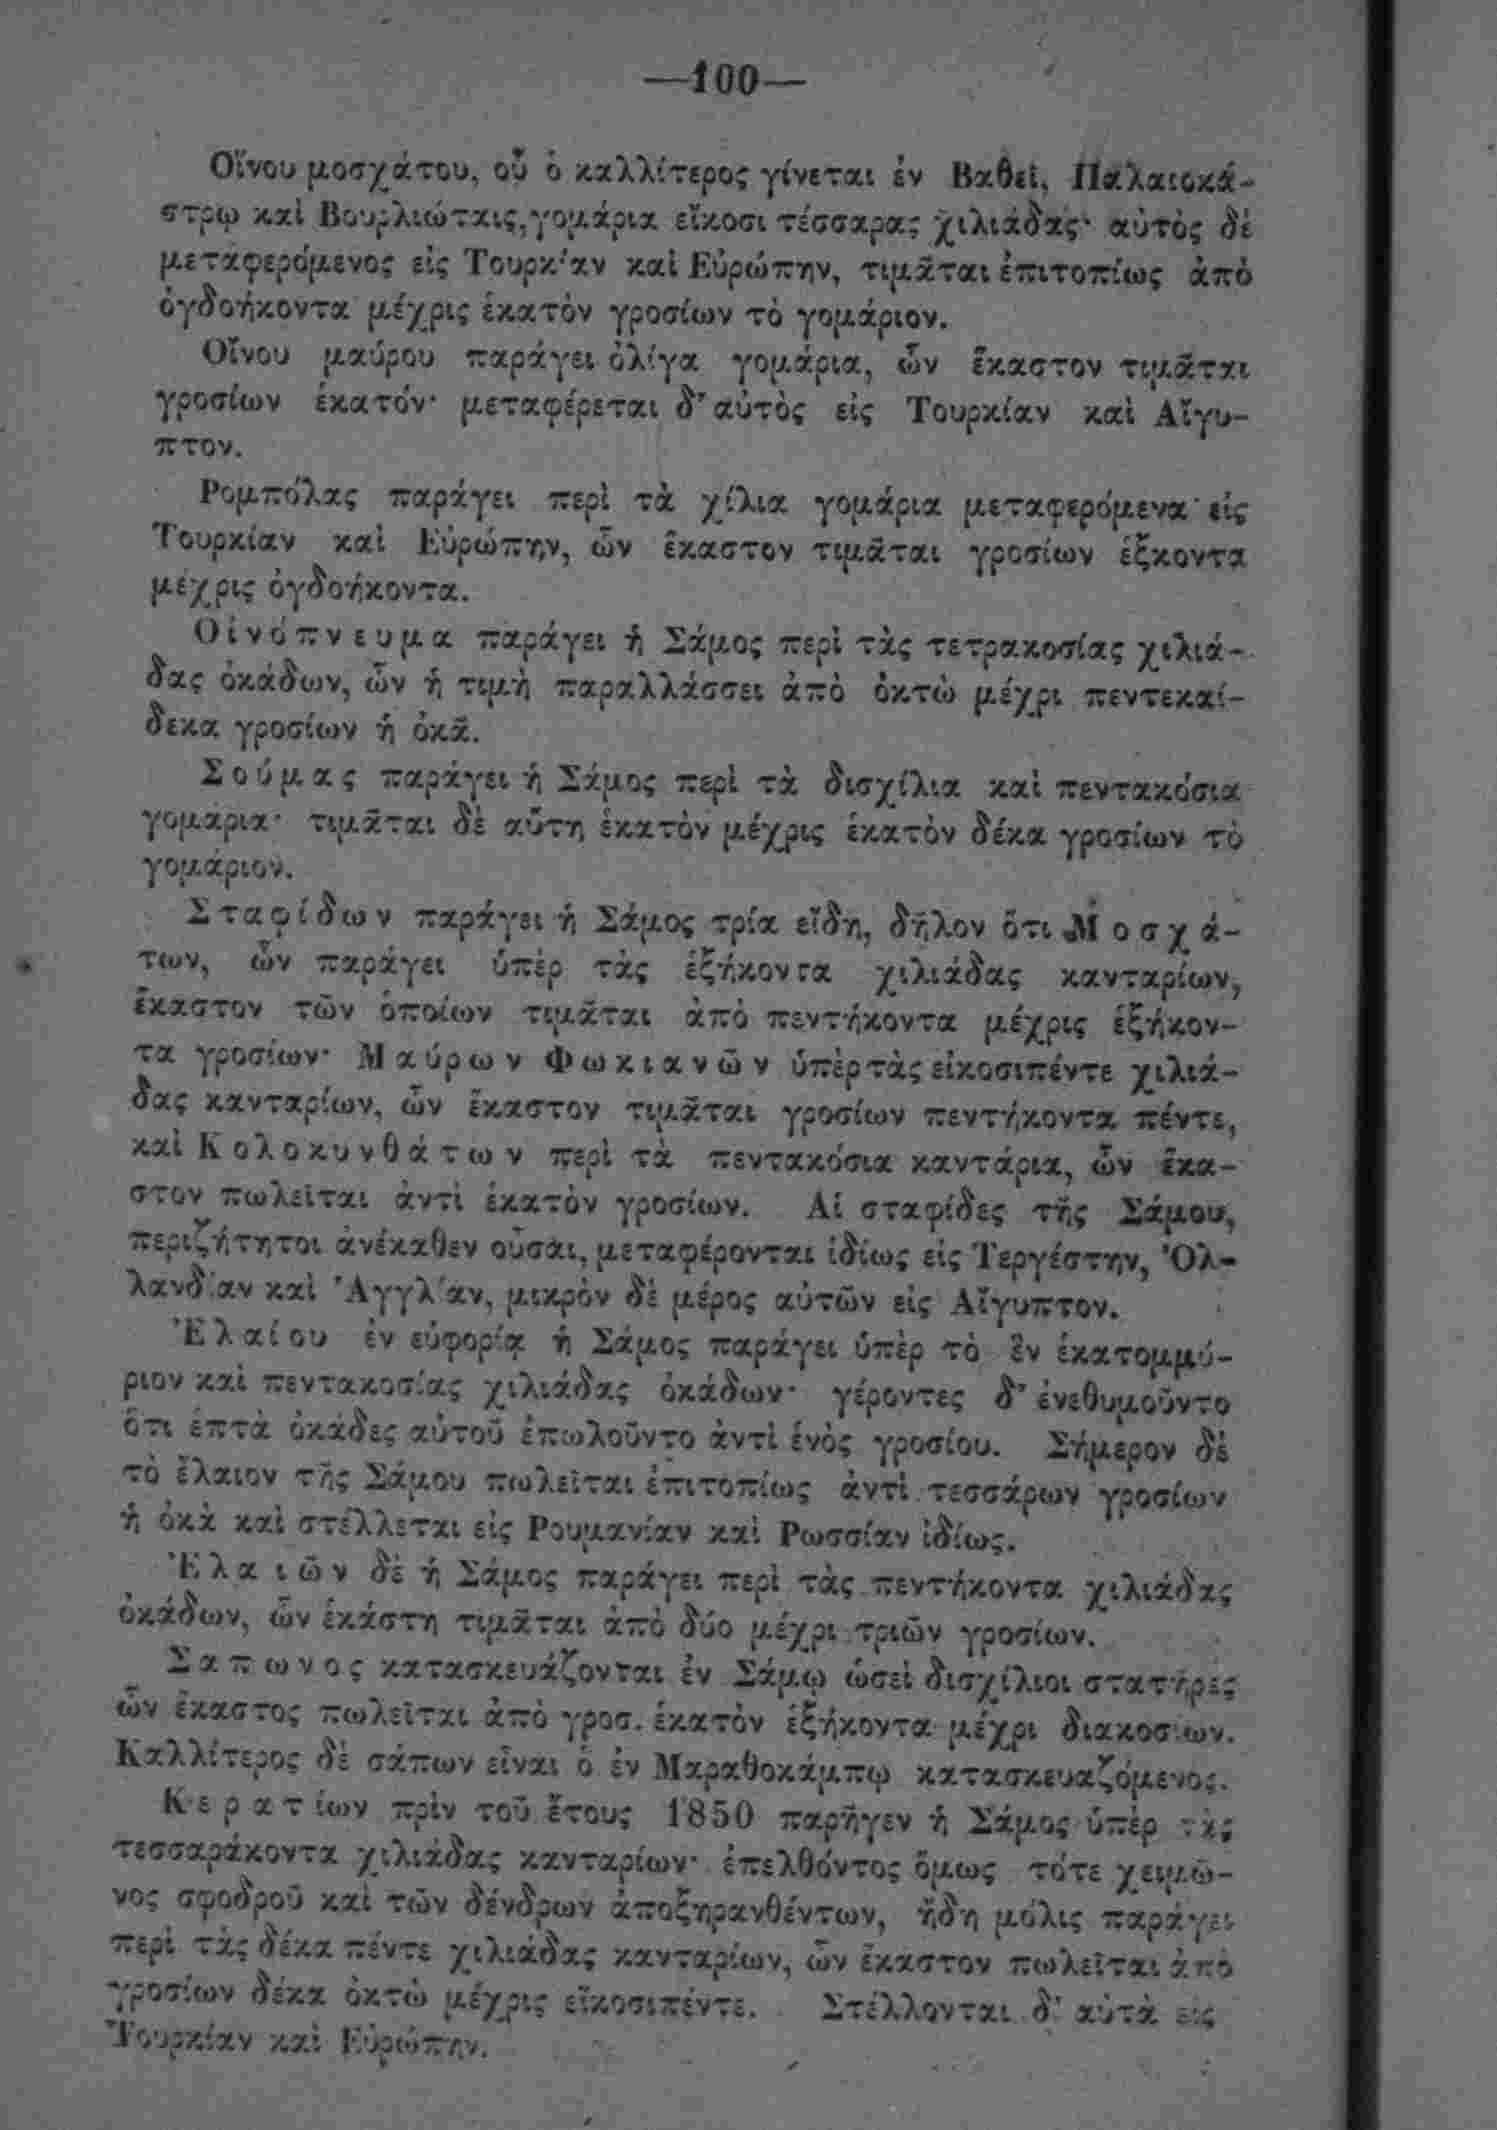 —100—
Οἴνου μοσχάτου, οὗ ὁ καλλίτερος γίνεται ἐν Βαθεῖ, Παλαιοκά-
στρῳ καὶ Βουρλιώταις, γομάρια εἴκοσι τέσσαρας χιλιάδας· αὐτὸς δὲ
μεταφερόμενος εἰς Τουρκίαν καὶ Εὐρώπην, τιμᾶται ἐπιτοπίως ἀπὸ
ὀγδοήκοντα μέχρις ἑκατὸν γροσίων τὸ γομάριον.
Οἴνου μαύρου παράγει ὀλίγα γομάρια, ὧν ἕκαστον τιμᾶται
γροσίων ἑκατόν· μεταφέρεται δ' αὐτὸς εἰς Τουρκίαν καὶ Αἴγυ-
πτον.
Ρομπόλας παράγει περὶ τὰ χίλια γομάρια μεταφερόμενα εἰς
Τουρκίαν καὶ Εὐρώπην, ὧν ἕκαστον τιμᾶται γροσίων ἑξκοντα
μέχρις ὀγδοήκοντα.
Οἰνόπνευμα παράγει ἡ Σάμος περὶ τὰς τετρακοσίας χιλιά-
δας ὀκάδων, ὧν ἡ τιμὴ παραλλάσσει ἀπὸ ὀκτὼ μέχρι πεντεκαί-
δεκα γροσίων ἡ ὀκᾶ.
Σούμας παράγει ἡ Σάμος περὶ τὰ δισχίλια καὶ πεντακόσια
γομάρια· τιμᾶται δὲ αὕτη ἑκατὸν μέχρις ἑκατὸν δέκα γροσίων τὸ
γομάριον.
Σταφίδων παράγει ἡ Σάμος τρία εἴδη, δῆλον ὅτι Μοσχά-
των, ὧν παράγει ὑπὲρ τὰς ἑξήκοντα χιλιάδας κανταρίων,
ἕκαστον τῶν ὁποίων τιμᾶται ἀπὸ πεντήκοντα μέχρις ἑξήκον-
τα γροσίων· Μαύρων Φωκιανῶν ὑπὲρ τὰς εἰκοσιπέντε χιλιά-
δας κανταρίων, ὧν ἕκαστον τιμᾶται γροσίων πεντήκοντα πέντε,
καὶ Κολοκυνθάτων περὶ τὰ πεντακόσια καντάρια, ὧν ἕκα-
στον πωλεῖται ἀντὶ ἑκατὸν γροσίων. Αἱ σταφίδες τῆς Σάμου,
περιζήτητοι ἀνέκαθεν οὖσαι, μεταφέρονται ἰδίως εἰς Τεργέστην, Ὀλ-
λανδίαν καὶ Ἀγγλίαν, μικρὸν δὲ μέρος αὐτῶν εἰς Αἴγυπτον.
Ἐλαίου ἐν εὐφορίᾳ ἡ Σάμος παράγει ὑπὲρ τὸ ἓν ἑκατομμύ-
ριον καὶ πεντακοσίας χιλιάδας ὀκάδων· γέροντες δ' ἐνεθυμοῦντο
ὅτι ἑπτὰ ὀκάδες αὐτοῦ ἐπωλοῦντο ἀντὶ ἑνὸς γροσίου. Σήμερον δὲ
τὸ ἔλαιον τῆς Σάμου πωλεῖται ἐπιτοπίως ἀντὶ τεσσάρων γροσίων
ἡ ὀκὰ καὶ στέλλεται εἰς Ρουμανίαν καὶ Ρωσσίαν ἰδίως.
Ἐλαιῶν δὲ ἡ Σάμος παράγει περὶ τὰς πεντήκοντα χιλιάδας
ὀκάδων, ὧν ἑκάστη τιμᾶται ἀπὸ δύο μέχρι τριῶν γροσίων.
Σαπωνος κατασκευάζονται ἐν Σάμῳ ὡσεὶ δισχίλιοι στατῆρες
ὧν ἕκαστος πωλεῖται ἀπὸ γροσ. ἑκατὸν ἑξήκοντα μέχρι διακοσίων.
Καλλίτερος δὲ σάπων εἶναι ὁ ἐν Μαραθοκάμπῳ κατασκευαζόμενος.
Κερατίων πρὶν τοῦ ἔτους 1850 παρῆγεν ἡ Σάμος ὑπὲρ τὰς
τεσσαράκοντα χιλιάδας κανταρίων· ἐπελθόντος ὅμως τότε χειμῶ-
νος σφοδροῦ καὶ τῶν δένδρων ἀποξηρανθέντων, ἤδη μόλις παράγει
περὶ τὰς δέκα πέντε χιλιάδας κανταρίων, ὧν ἕκαστον πωλεῖται ἀπὸ
γροσίων δέκα ὀκτὼ μέχρις εἰκοσιπέντε. Στέλλονται δ' αὐτὰ εἰς
Τουρκίαν καὶ Εὐρώπην.